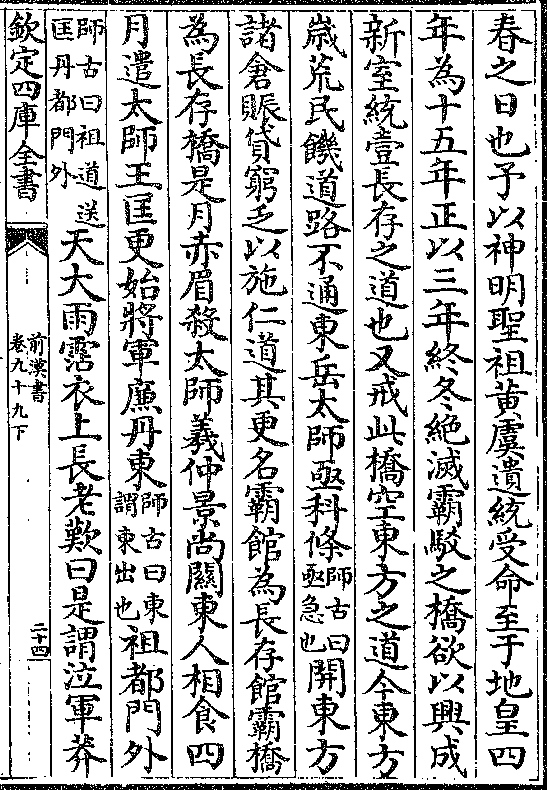 春之日也予以神明聖祖黄虞遺統受命至于地皇四
年為十五年正以三年終冬絶滅霸駮之橋欲以興成
新室統壹長存之道也又戒此橋空東方之道今東方
嵗荒民饑道路不通東岳太師亟科條師古曰亟急也開東方
諸倉賑貸窮乏以施仁道其更名霸館為長存館霸橋
為長存橋是月赤眉殺太師羲仲景尚關東人相食四
月遣太師王匡更始將軍廉丹東師古曰東謂東出也祖都門外
師古曰祖道送匡丹都門外天大雨霑衣上長老歎曰是謂泣軍莽
欽定四庫全書
前漢書
卷九十九下
二十四